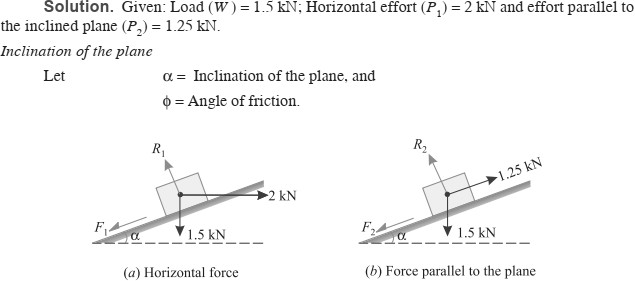 Solution. Given: Load (W) = 1.5 kN; Horizontal effort (P₁) = 2 kN and effort parallel to
the inclined plane (P₂) = 1.25 kN.
Inclination of the plane
Let α = Inclination of the plane, and
ϕ = Angle of friction.
R₁
2 kN
F₁
α
1.5 kN
(a) Horizontal force
R₂
1.25 kN
F₂
α
1.5 kN
(b) Force parallel to the plane